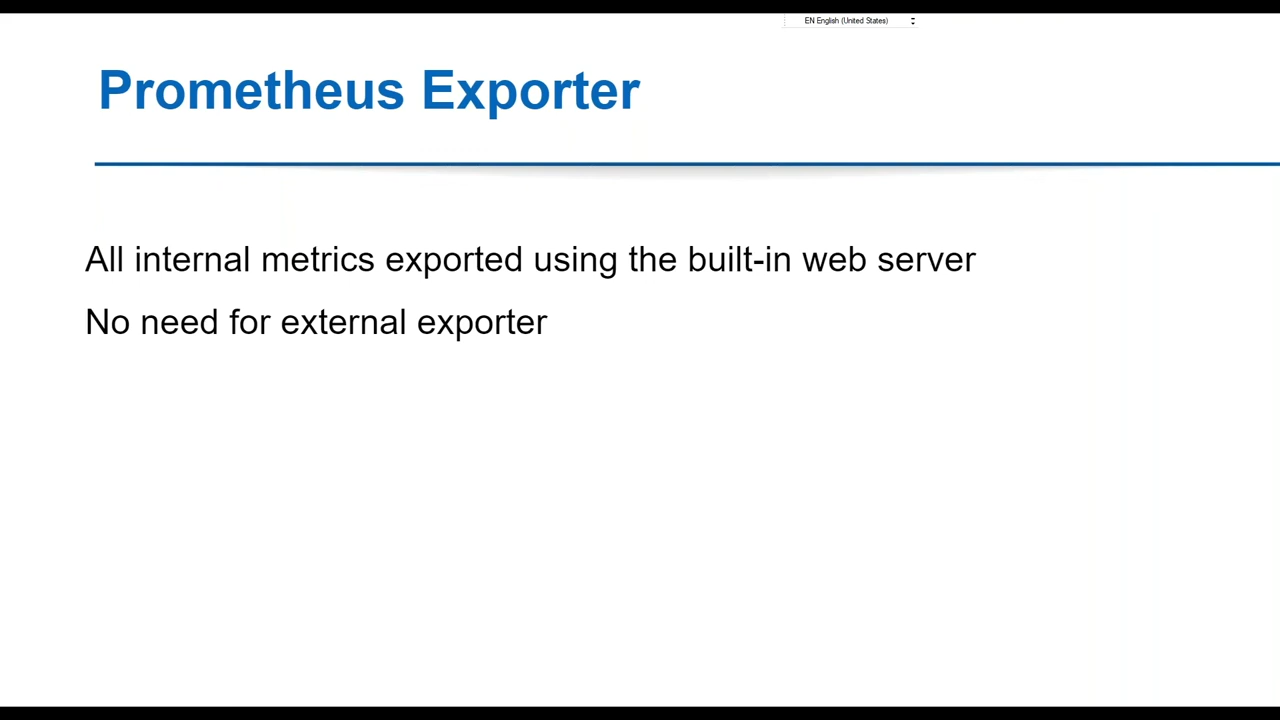 EN English (United States)
Prometheus Exporter
All internal metrics exported using the built-in web server
No need for external exporter